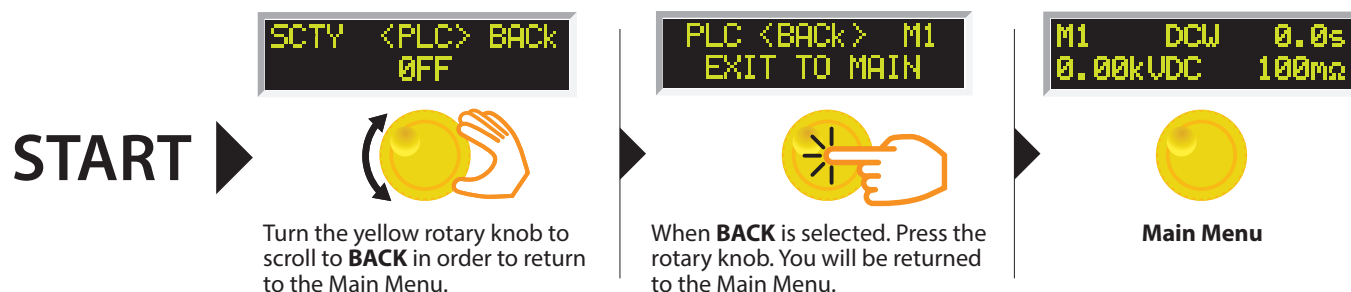 START
SCTY <PLC> BACk
0FF
Turn the yellow rotary knob to
scroll to BACK in order to return
to the Main Menu.
PLC <BACk> M1
EXIT TO MAIN
When BACK is selected. Press the
rotary knob. You will be returned
to the Main Menu.
M1 DCW 0.0s
0.00kVDC 100mΩ
Main Menu